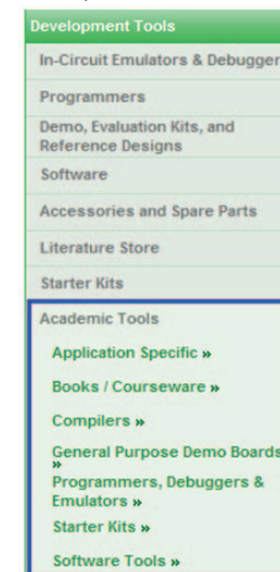 Development Tools
In-Circuit Emulators & Debugger
Programmers
Demo, Evaluation Kits, and
Reference Designs
Software
Accessories and Spare Parts
Literature Store
Starter Kits
Academic Tools
Application Specific »
Books / Courseware »
Compilers »
General Purpose Demo Boards
»
Programmers, Debuggers &
Emulators »
Starter Kits »
Software Tools »